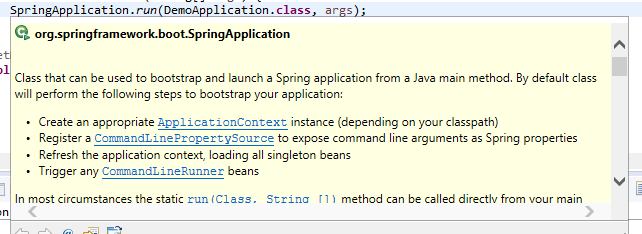 SpringApplication.run(DemoApplication.class, args);
org.springframework.boot.SpringApplication
Class that can be used to bootstrap and launch a Spring application from a Java main method. By default class
will perform the following steps to bootstrap your application:
• Create an appropriate ApplicationContext instance (depending on your classpath)
• Register a CommandLinePropertySource to expose command line arguments as Spring properties
• Refresh the application context, loading all singleton beans
• Trigger any CommandLineRunner beans
In most circumstances the static run(Class, String []) method can be called directly from your main